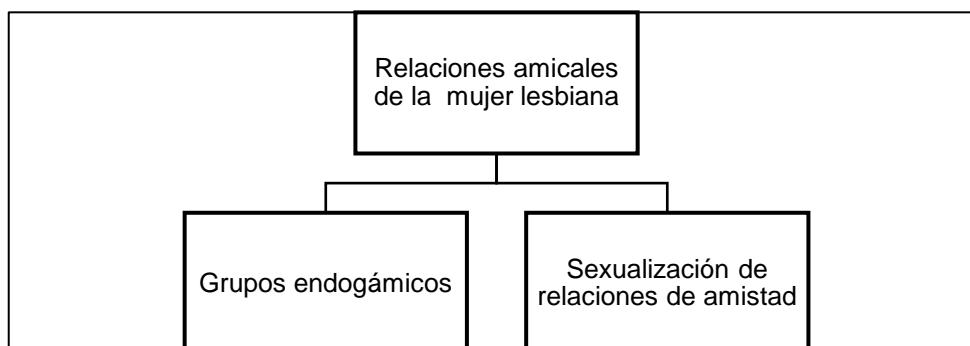 Relaciones amicales
de la mujer lesbiana
Grupos endogámicos
Sexualización de
relaciones de amistad